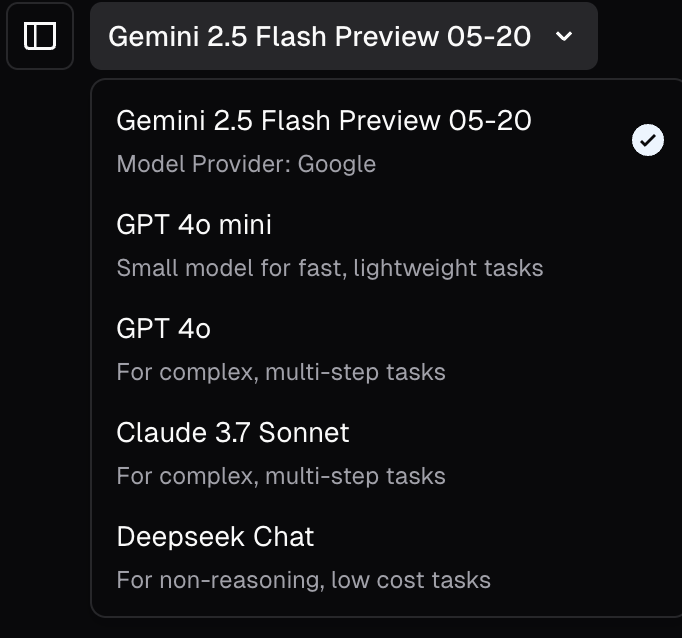 Gemini 2.5 Flash Preview 05-20
Gemini 2.5 Flash Preview 05-20
Model Provider: Google
GPT 4o mini
Small model for fast, lightweight tasks
GPT 4o
For complex, multi-step tasks
Claude 3.7 Sonnet
For complex, multi-step tasks
Deepseek Chat
For non-reasoning, low cost tasks